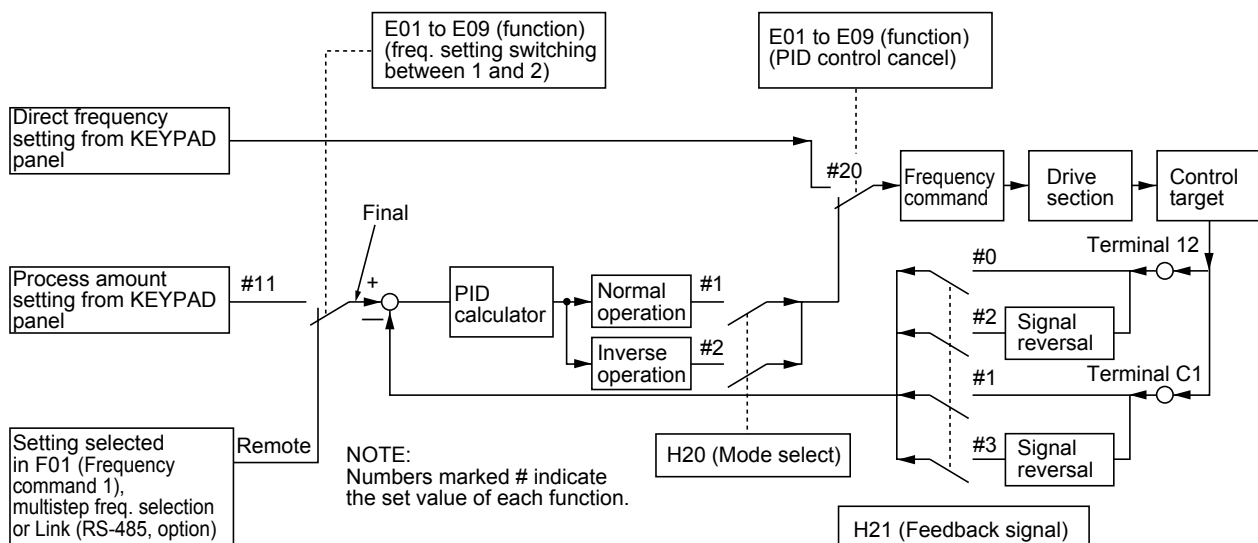 E01 to E09 (function)
(freq. setting switching
between 1 and 2)
E01 to E09 (function)
(PID control cancel)
Direct frequency
setting from KEYPAD
panel
#20
Frequency
command
Drive
section
Control
target
Final
Terminal 12
Process amount
setting from KEYPAD
panel
#11
+
—
PID
calculator
Normal
operation
#1
Inverse
operation
#2
#0
#2
Signal
reversal
Terminal C1
#1
#3
Signal
reversal
Setting selected
in F01 (Frequency
command 1),
multistep freq. selection
or Link (RS-485, option)
Remote
NOTE:
Numbers marked # indicate
the set value of each function.
H20 (Mode select)
H21 (Feedback signal)